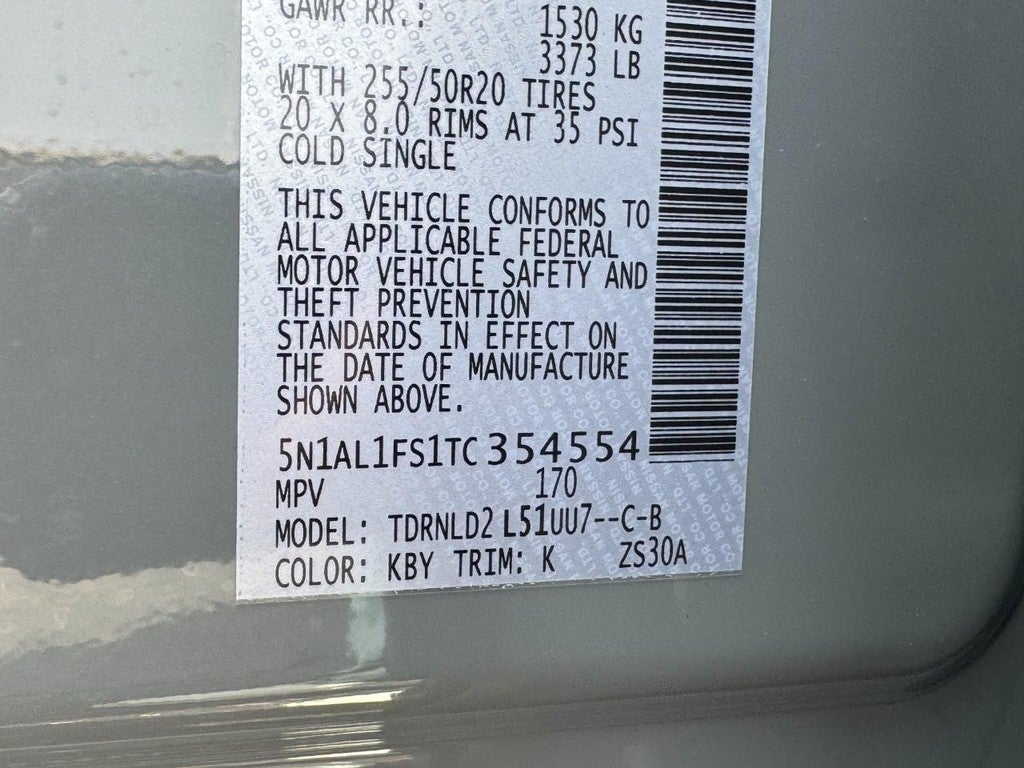 GAWR RR.: 1530 KG
3373 LB
WITH 255/50R20 TIRES
20 X 8.0 RIMS AT 35 PSI
COLD SINGLE
THIS VEHICLE CONFORMS TO
ALL APPLICABLE FEDERAL
MOTOR VEHICLE SAFETY AND
THEFT PREVENTION
STANDARDS IN EFFECT ON
THE DATE OF MANUFACTURE
SHOWN ABOVE.
5N1AL1FS1TC354554
MPV 170
MODEL: TDRNLD2 L51UU7--C-B
COLOR: KBY TRIM: K ZS30A